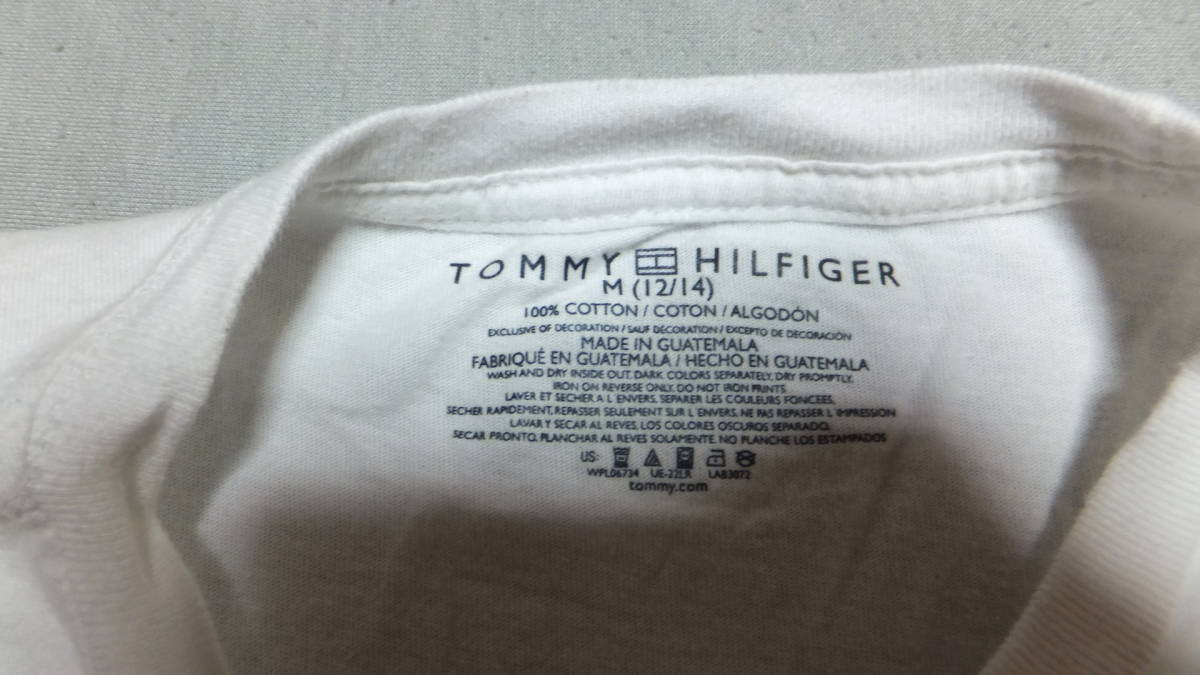 TOMMY HILFIGER
M (12/14)
100% COTTON / COTON / ALGODÓN
EXCLUSIVE OF DECORATION / SAUF DÉCORATION / EXCEPTO DE DECORACIÓN
MADE IN GUATEMALA
FABRIQUÉ EN GUATEMALA / HECHO EN GUATEMALA
WASH AND DRY INSIDE OUT. DARK COLORS SEPARATELY. DRY PROMPTLY.
IRON ON REVERSE ONLY. DO NOT IRON PRINTS
LAVER ET SECHER A L ENVERS. SEPARER LES COULEURS FONCEES.
SECHER RAPIDEMENT. REPASSER SEULEMENT SUR L ENVERS. NE PAS REPASSER L IMPRESSION
LAVAR Y SECAR AL REVES. LOS COLORES OSCUROS SEPARADO.
SECAR PRONTO. PLANCHAR AL REVES SOLAMENTE. NO PLANCHE LOS ESTAMPADOS
US:
WPL06734 UE-22LR LAB3072
tommy.com